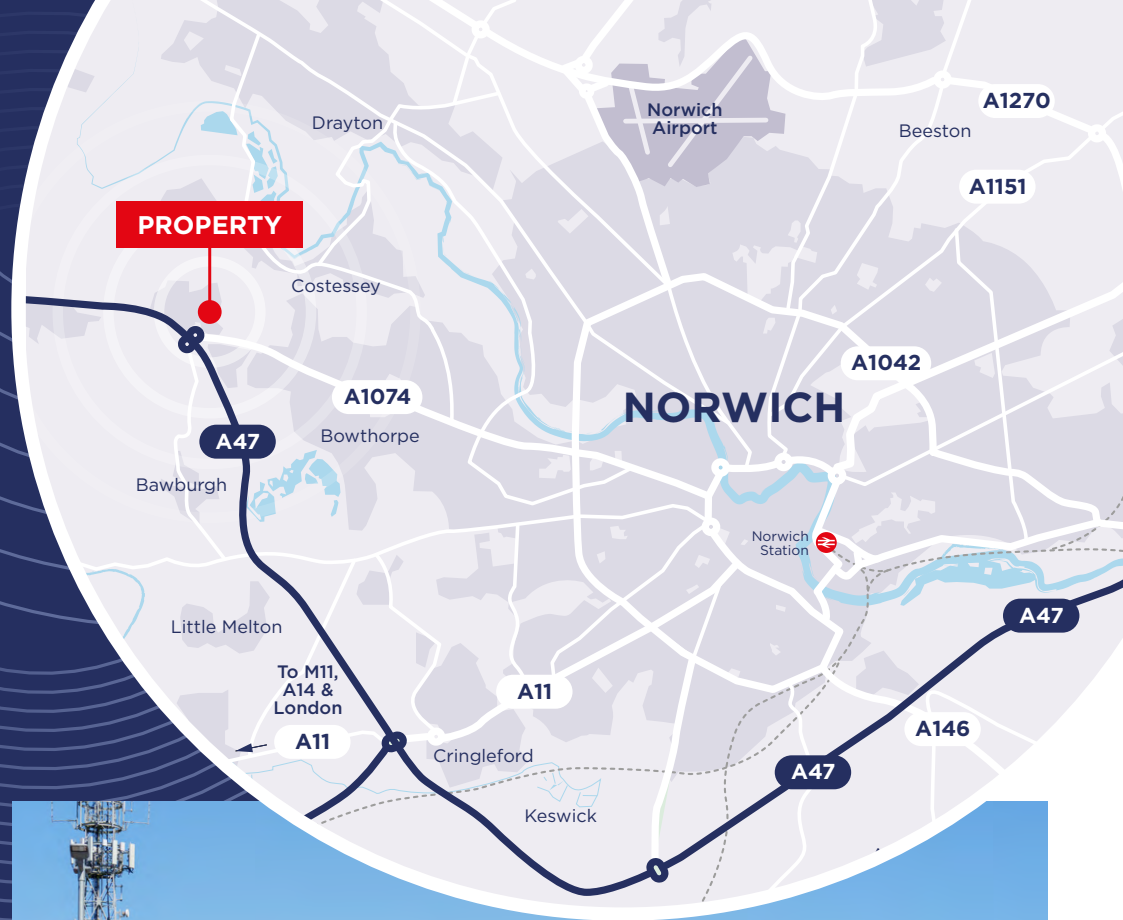 A1270
Norwich
Airport
Drayton
Beeston
A1151
PROPERTY
Costessey
A1042
A1074
NORWICH
A47
Bowthorpe
Bawburgh
Norwich
Station
A47
Little Melton
To M11,
A14 &
London
A11
A11
A146
Cringleford
A47
Keswick